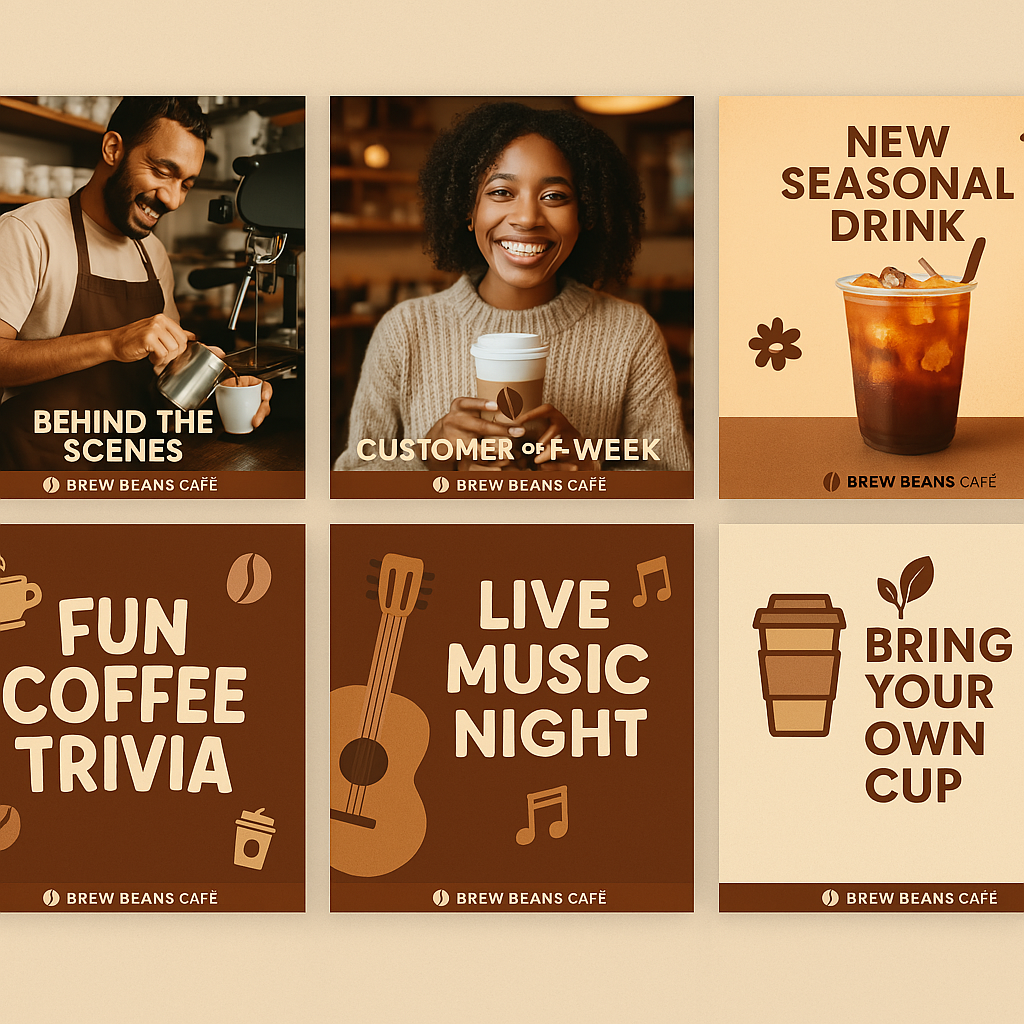 BEHIND THE
SCENES
BREW BEANS CAFÉ
CUSTOMER OF F-WEEK
BREW BEANS CAFÉ
NEW
SEASONAL
DRINK
BREW BEANS CAFÉ
FUN
COFFEE
TRIVIA
BREW BEANS CAFÉ
LIVE
MUSIC
NIGHT
BREW BEANS CAFÉ
BRING
YOUR
OWN
CUP
BREW BEANS CAFÉ